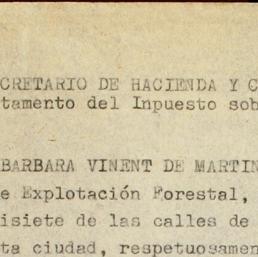 CRETARIO DE HACIENDA Y C
tamento del Inpuesto sob
BARBARA VINENT DE MARTIN
e Explotación Forestal,
isiete de las calles de
ta ciudad, respetuosamen